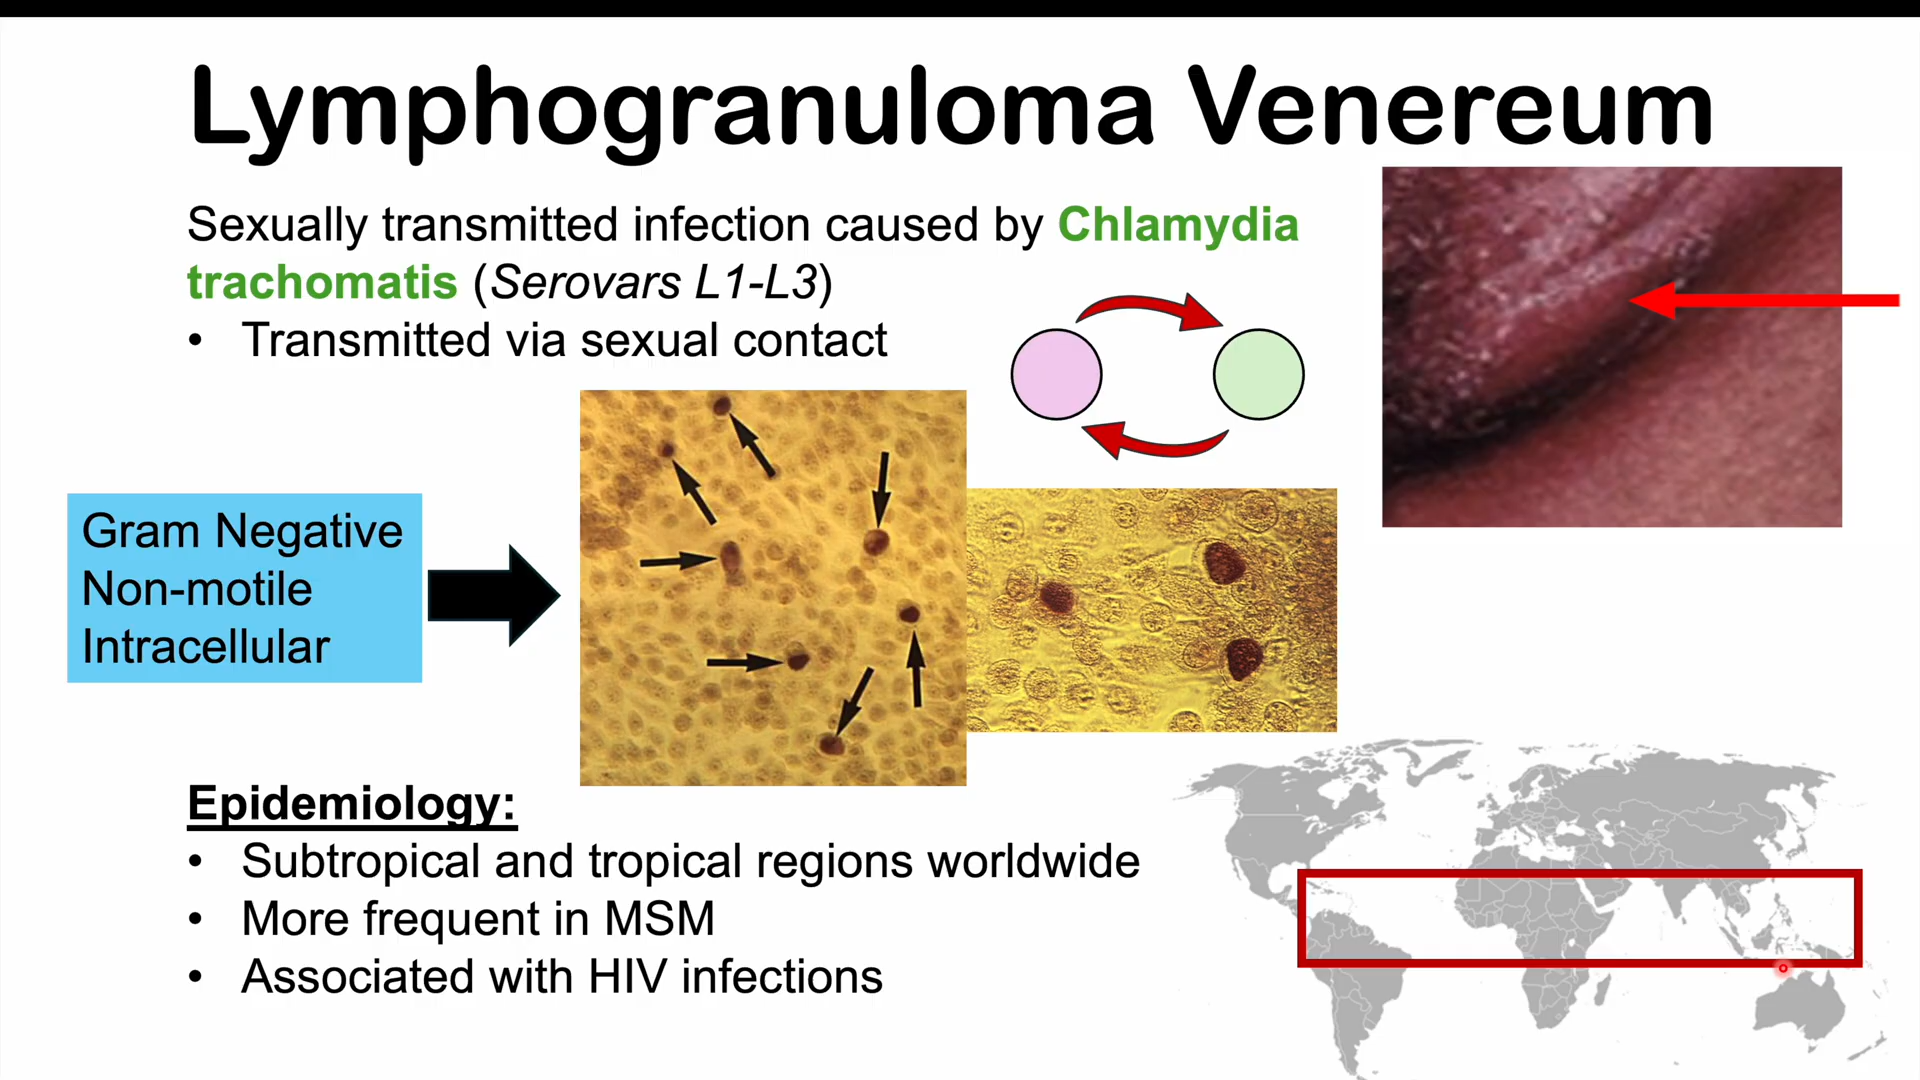 Lymphogranuloma Venereum
Sexually transmitted infection caused by Chlamydia
trachomatis (Serovars L1-L3)
• Transmitted via sexual contact
Gram Negative
Non-motile
Intracellular
Epidemiology:
• Subtropical and tropical regions worldwide
• More frequent in MSM
• Associated with HIV infections